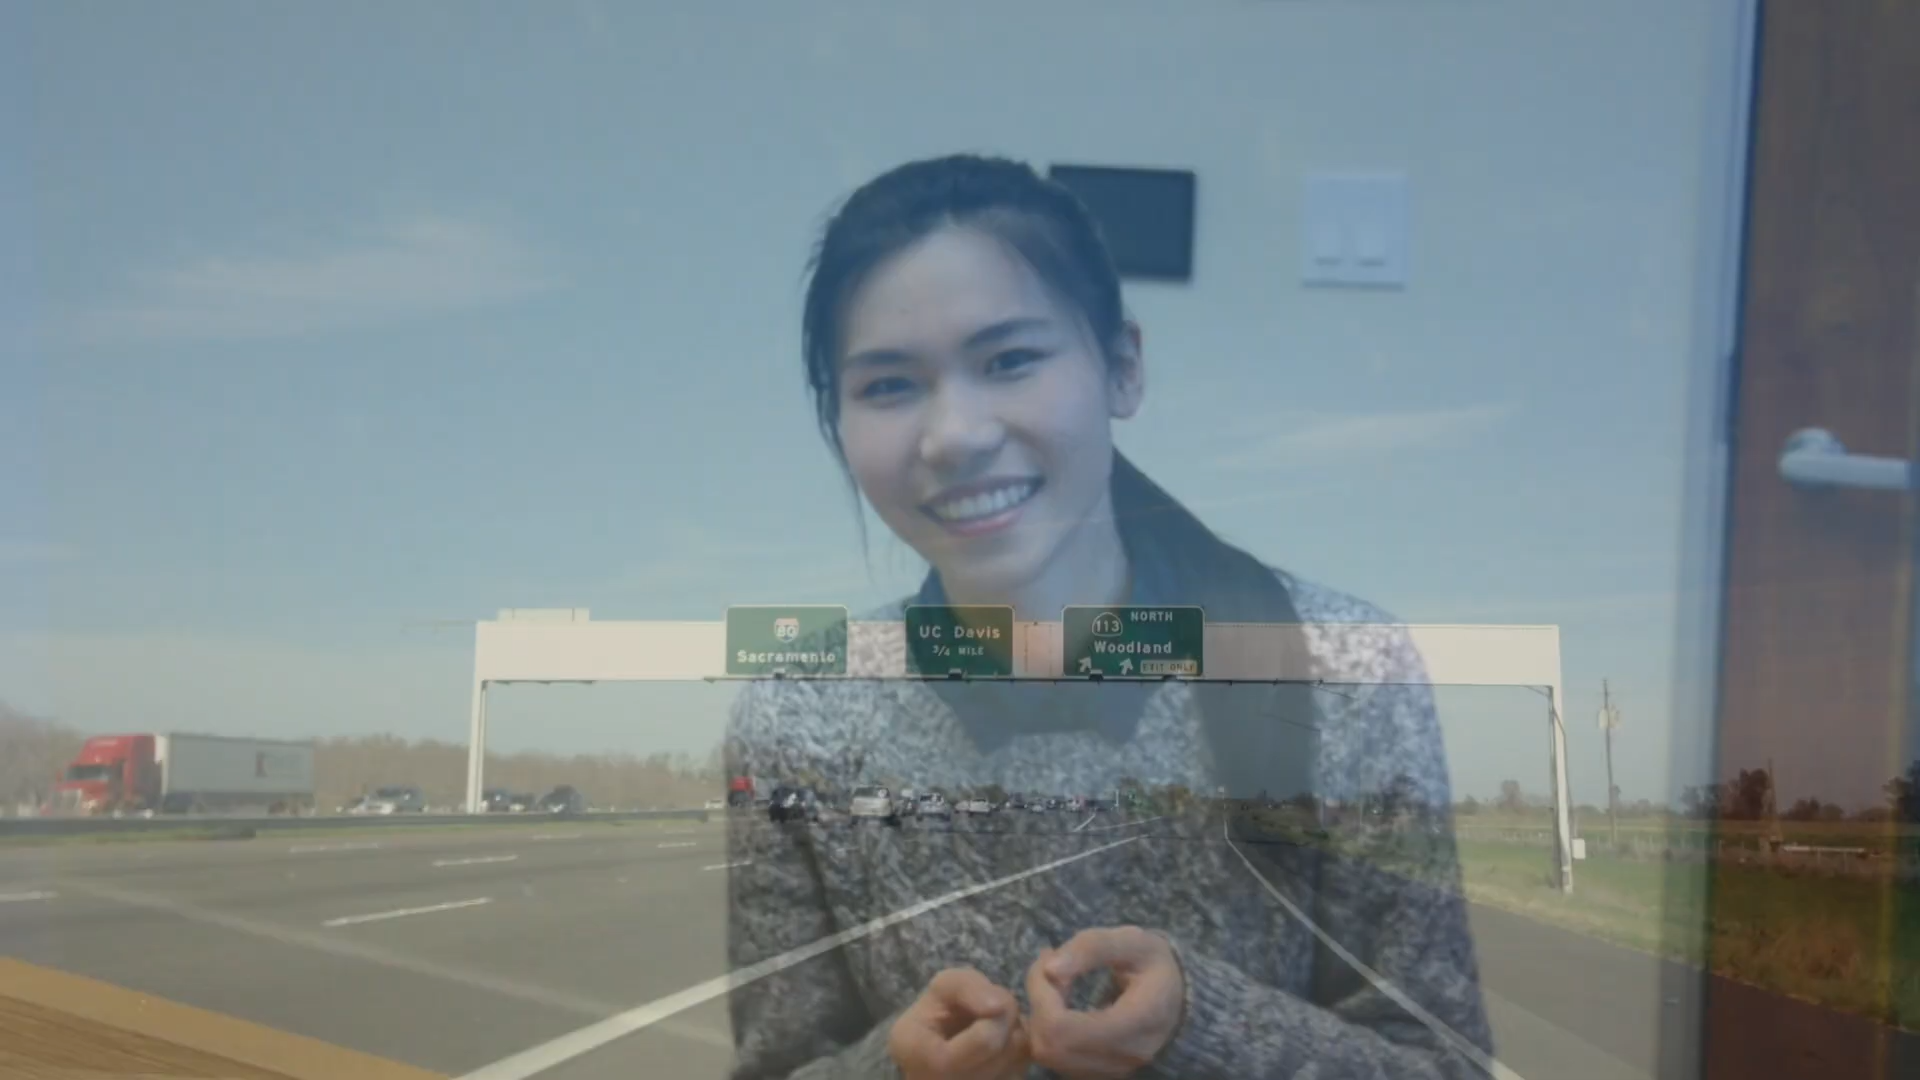 80
Sacramento
UC Davis
3/4 MILE
113 NORTH
Woodland
EXIT ONLY